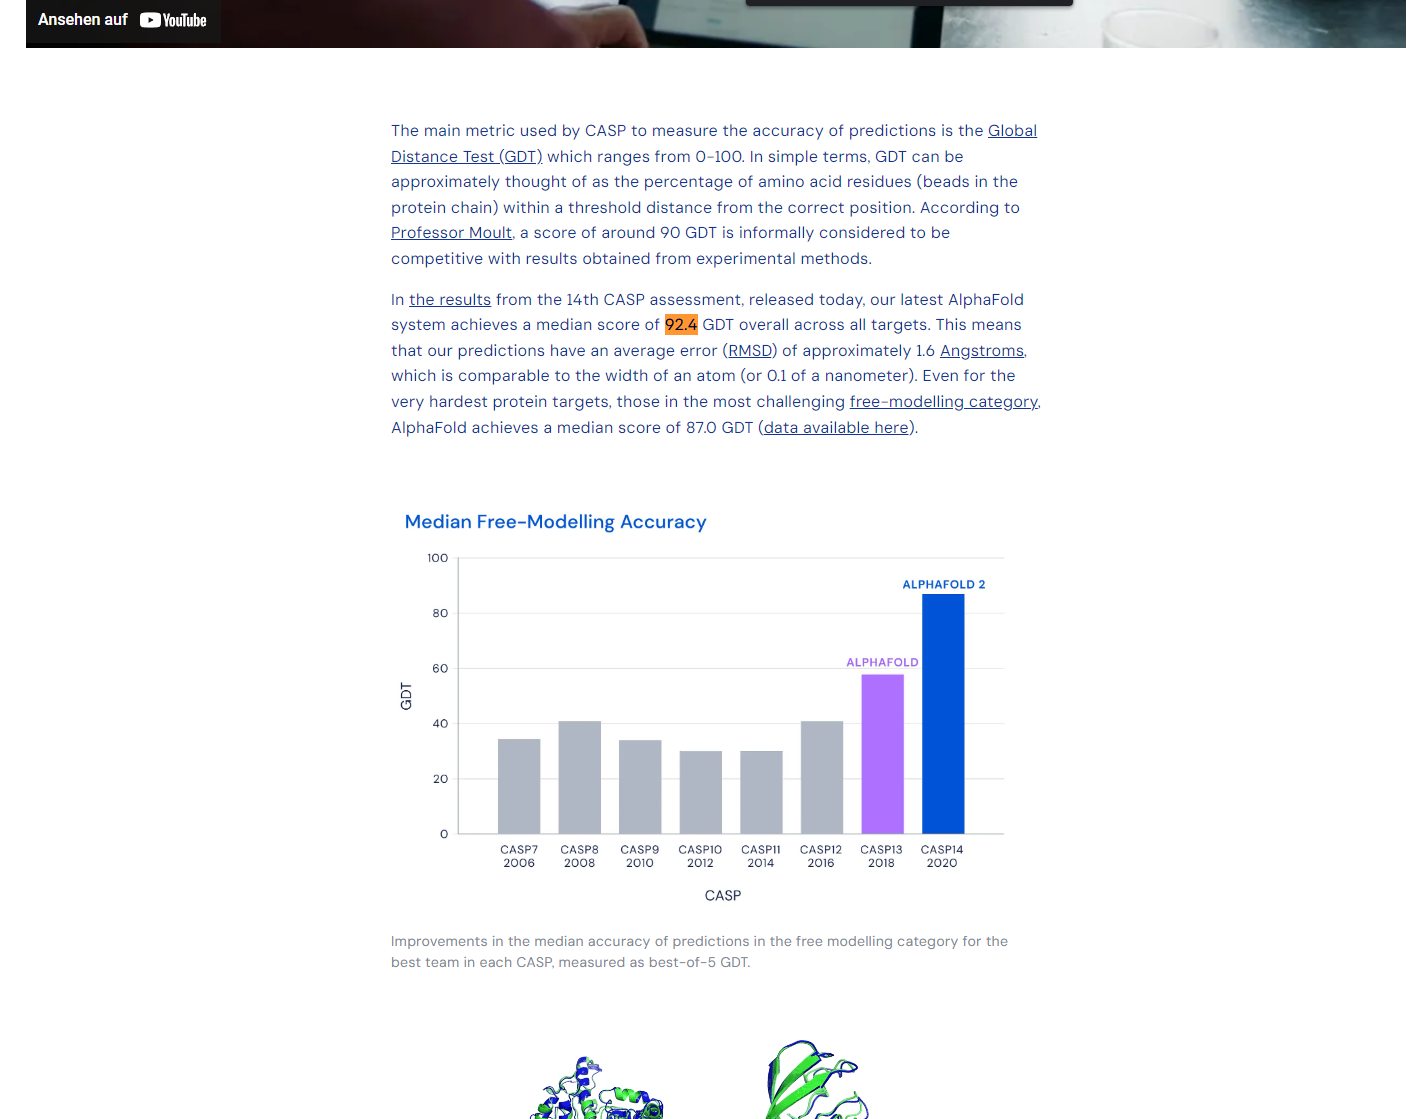 Ansehen auf YouTube
The main metric used by CASP to measure the accuracy of predictions is the Global
Distance Test (GDT) which ranges from 0-100. In simple terms, GDT can be
approximately thought of as the percentage of amino acid residues (beads in the
protein chain) within a threshold distance from the correct position. According to
Professor Moult, a score of around 90 GDT is informally considered to be
competitive with results obtained from experimental methods.
In the results from the 14th CASP assessment, released today, our latest AlphaFold
system achieves a median score of 92.4 GDT overall across all targets. This means
that our predictions have an average error (RMSD) of approximately 1.6 Angstroms,
which is comparable to the width of an atom (or 0.1 of a nanometer). Even for the
very hardest protein targets, those in the most challenging free-modelling category,
AlphaFold achieves a median score of 87.0 GDT (data available here).
Median Free-Modelling Accuracy
100
80
60
40
20
0
GDT
ALPHAFOLD
ALPHAFOLD 2
CASP7 CASP8 CASP9 CASP10 CASP11 CASP12 CASP13 CASP14
2006 2008 2010 2012 2014 2016 2018 2020
CASP
Improvements in the median accuracy of predictions in the free modelling category for the
best team in each CASP, measured as best-of-5 GDT.